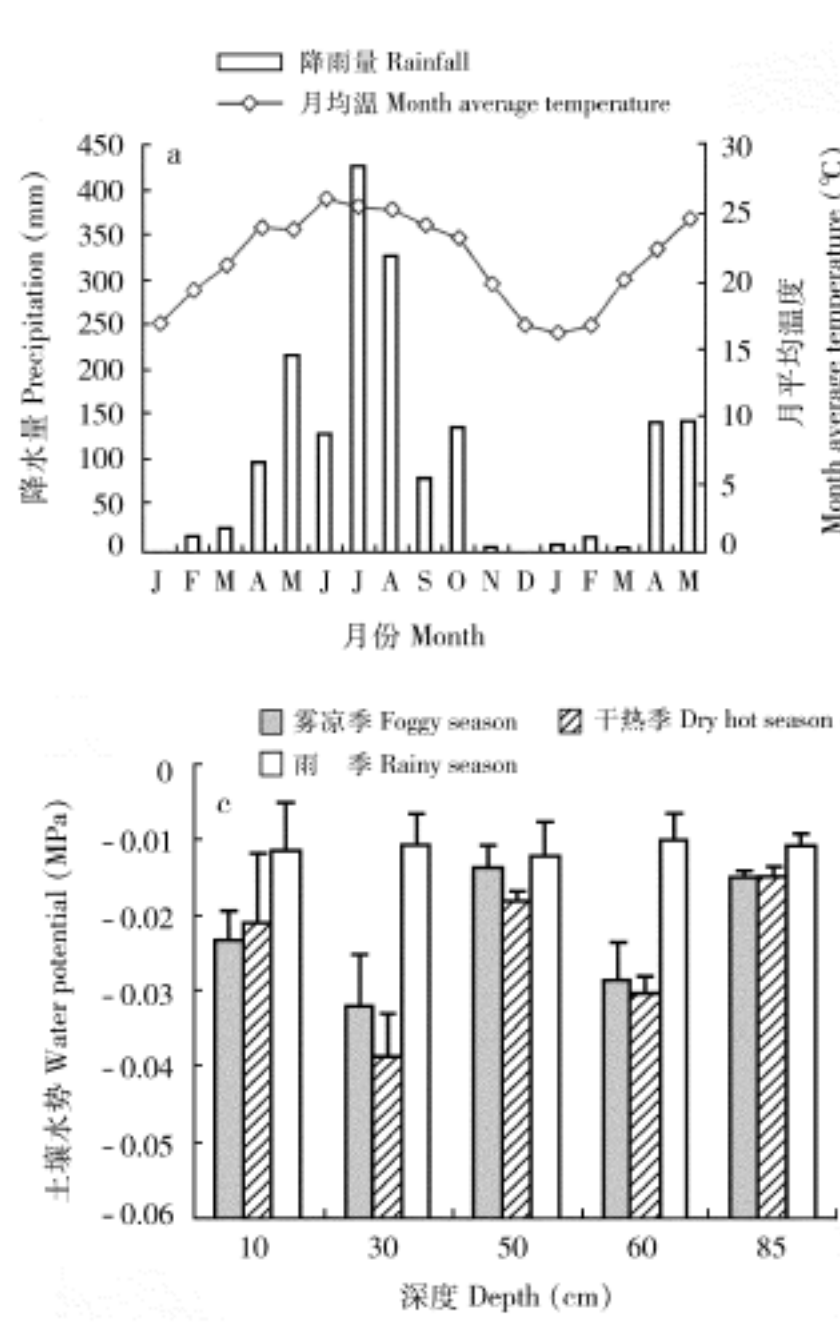 降雨量 Rainfall
月均温 Month average temperature
a
450
400
350
300
250
200
150
100
50
0
降水量 Precipitation (mm)
30
25
20
15
10
5
0
月平均温度
Month average temperature (℃)
J F M A M J J A S O N D J F M A M
月份 Month
雾凉季 Foggy season
干热季 Dry hot season
雨 季 Rainy season
c
0
-0.01
-0.02
-0.03
-0.04
-0.05
-0.06
土壤水势 Water potential (MPa)
10 30 50 60 85
深度 Depth (cm)